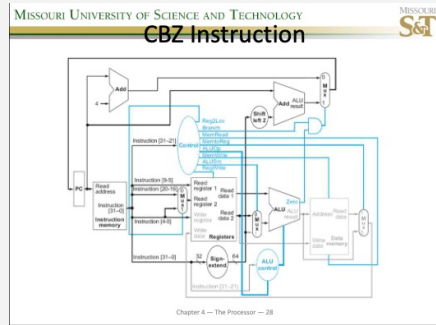 MISSOURI UNIVERSITY OF SCIENCE AND TECHNOLOGY
MISSOURI
S&T
CBZ Instruction
Add
4
Shift
left 2
Add ALU
result
0
M
u
x
1
Reg2Loc
Branch
MemRead
MemtoReg
ALUOp
MemWrite
ALUSrc
RegWrite
Control
Instruction [31–21]
PC
Read
address
Instruction
[31–0]
Instruction
memory
Instruction [9-5]
Instruction [20–16]
Instruction [4-0]
Read
register 1
Read
register 2
Write
register
Write
data
Read
data 1
Read
data 2
Registers
Zero
ALU
ALU
result
Address
Read
data
Write
data
Data
memory
Instruction [31–0]
32
Sign-
extend
64
ALU
control
Instruction [31–21]
Chapter 4 — The Processor — 28